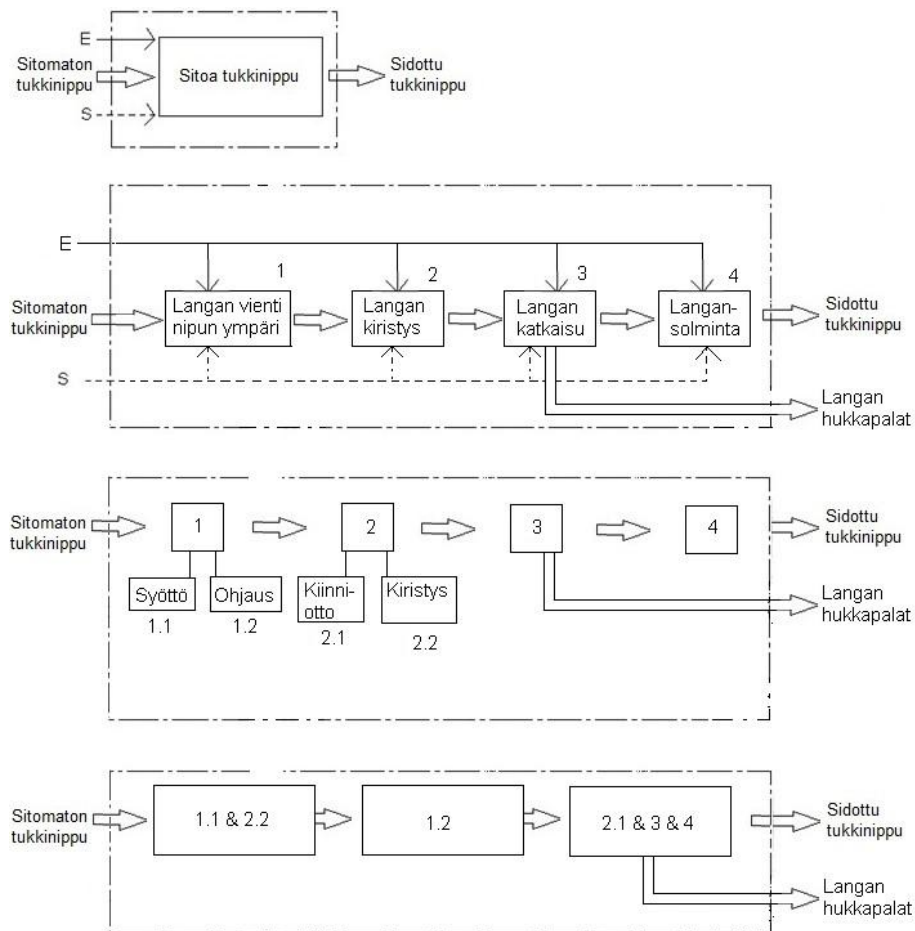 E
Sitomaton
tukkinippu
S
Sitoa tukkinippu
Sidottu
tukkinippu
E
1
2
3
4
Sitomaton
tukkinippu
Langan vienti
nipun ympäri
Langan
kiristys
Langan
katkaisu
Langan-
solminta
Sidottu
tukkinippu
S
Langan
hukkapalat
Sitomaton
tukkinippu
1
2
3
4
Sidottu
tukkinippu
Syöttö
1.1
Ohjaus
1.2
Kiinni-
otto
2.1
Kiristys
2.2
Langan
hukkapalat
Sitomaton
tukkinippu
1.1 & 2.2
1.2
2.1 & 3 & 4
Sidottu
tukkinippu
Langan
hukkapalat